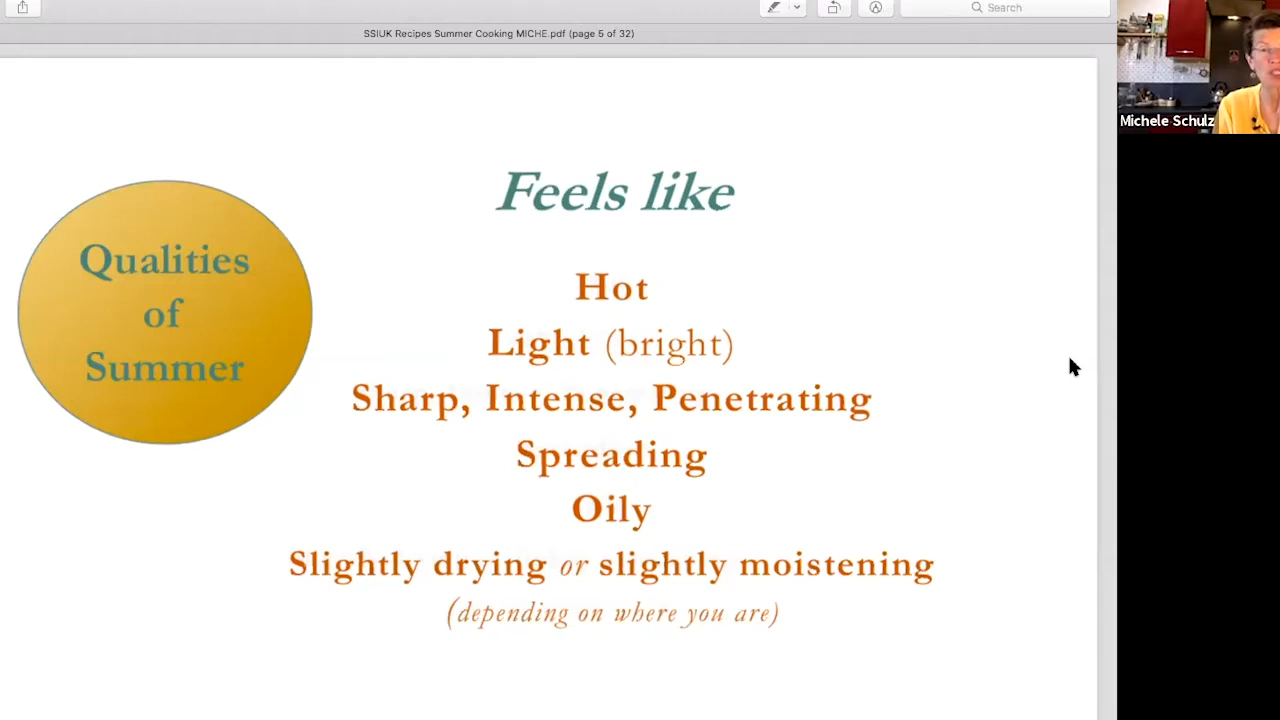 Search
SSIUK Recipes Summer Cooking MICHE.pdf (page 5 of 32)
Michele Schulz
Qualities
of
Summer
Feels like
Hot
Light (bright)
Sharp, Intense, Penetrating
Spreading
Oily
Slightly drying or slightly moistening
(depending on where you are)